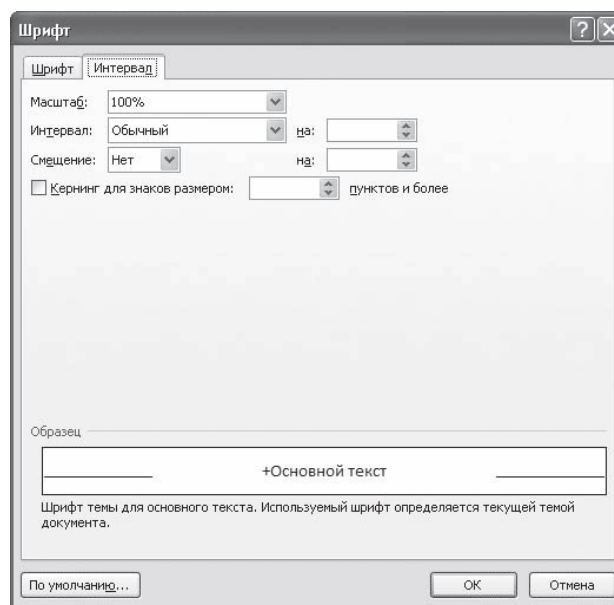 Шрифт
Шрифт Интервал
Масштаб: 100%
Интервал: Обычный на:
Смещение: Нет на:
Кернинг для знаков размером: пунктов и более
Образец
+Основной текст
Шрифт темы для основного текста. Используемый шрифт определяется текущей темой
документа.
По умолчанию... ОК Отмена